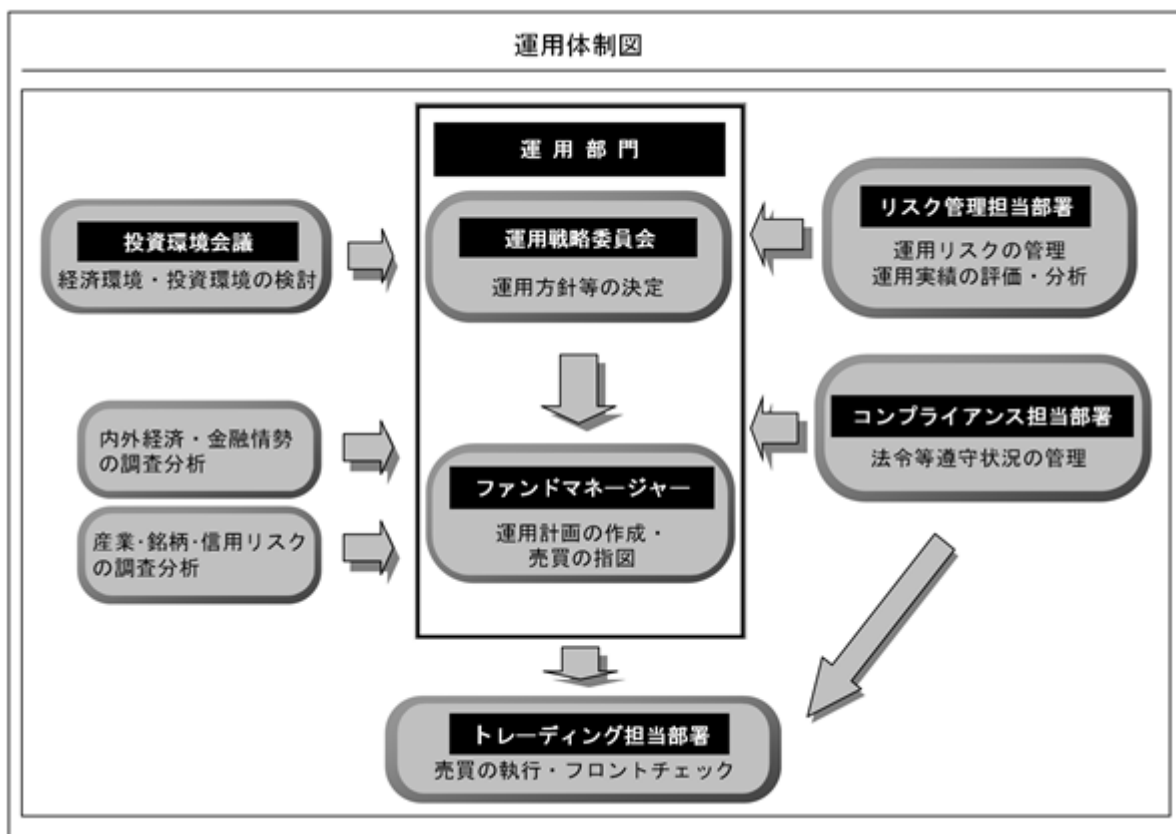 運用体制図
運用部門
投資環境会議
経済環境・投資環境の検討
運用戦略委員会
運用方針等の決定
リスク管理担当部署
運用リスクの管理
運用実績の評価・分析
内外経済・金融情勢
の調査分析
産業・銘柄・信用リスク
の調査分析
ファンドマネージャー
運用計画の作成・
売買の指図
コンプライアンス担当部署
法令等遵守状況の管理
トレーディング担当部署
売買の執行・フロントチェック